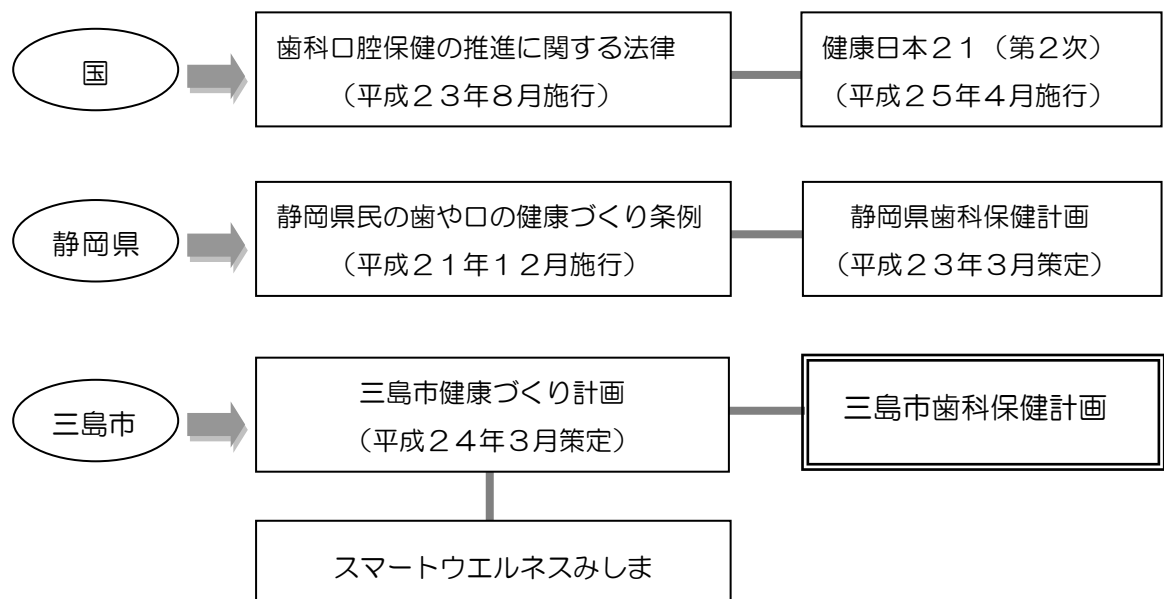 国
歯科口腔保健の推進に関する法律
（平成２３年８月施行）
健康日本２１（第２次）
（平成２５年４月施行）
静岡県
静岡県民の歯や口の健康づくり条例
（平成２１年１２月施行）
静岡県歯科保健計画
（平成２３年３月策定）
三島市
三島市健康づくり計画
（平成２４年３月策定）
三島市歯科保健計画
スマートウエルネスみしま